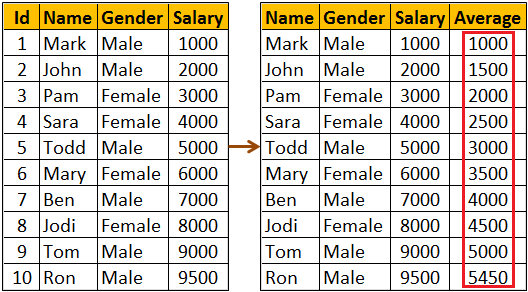 Id Name Gender Salary
1 Mark Male 1000
2 John Male 2000
3 Pam Female 3000
4 Sara Female 4000
5 Todd Male 5000
6 Mary Female 6000
7 Ben Male 7000
8 Jodi Female 8000
9 Tom Male 9000
10 Ron Male 9500
Name Gender Salary Average
Mark Male 1000 1000
John Male 2000 1500
Pam Female 3000 2000
Sara Female 4000 2500
Todd Male 5000 3000
Mary Female 6000 3500
Ben Male 7000 4000
Jodi Female 8000 4500
Tom Male 9000 5000
Ron Male 9500 5450